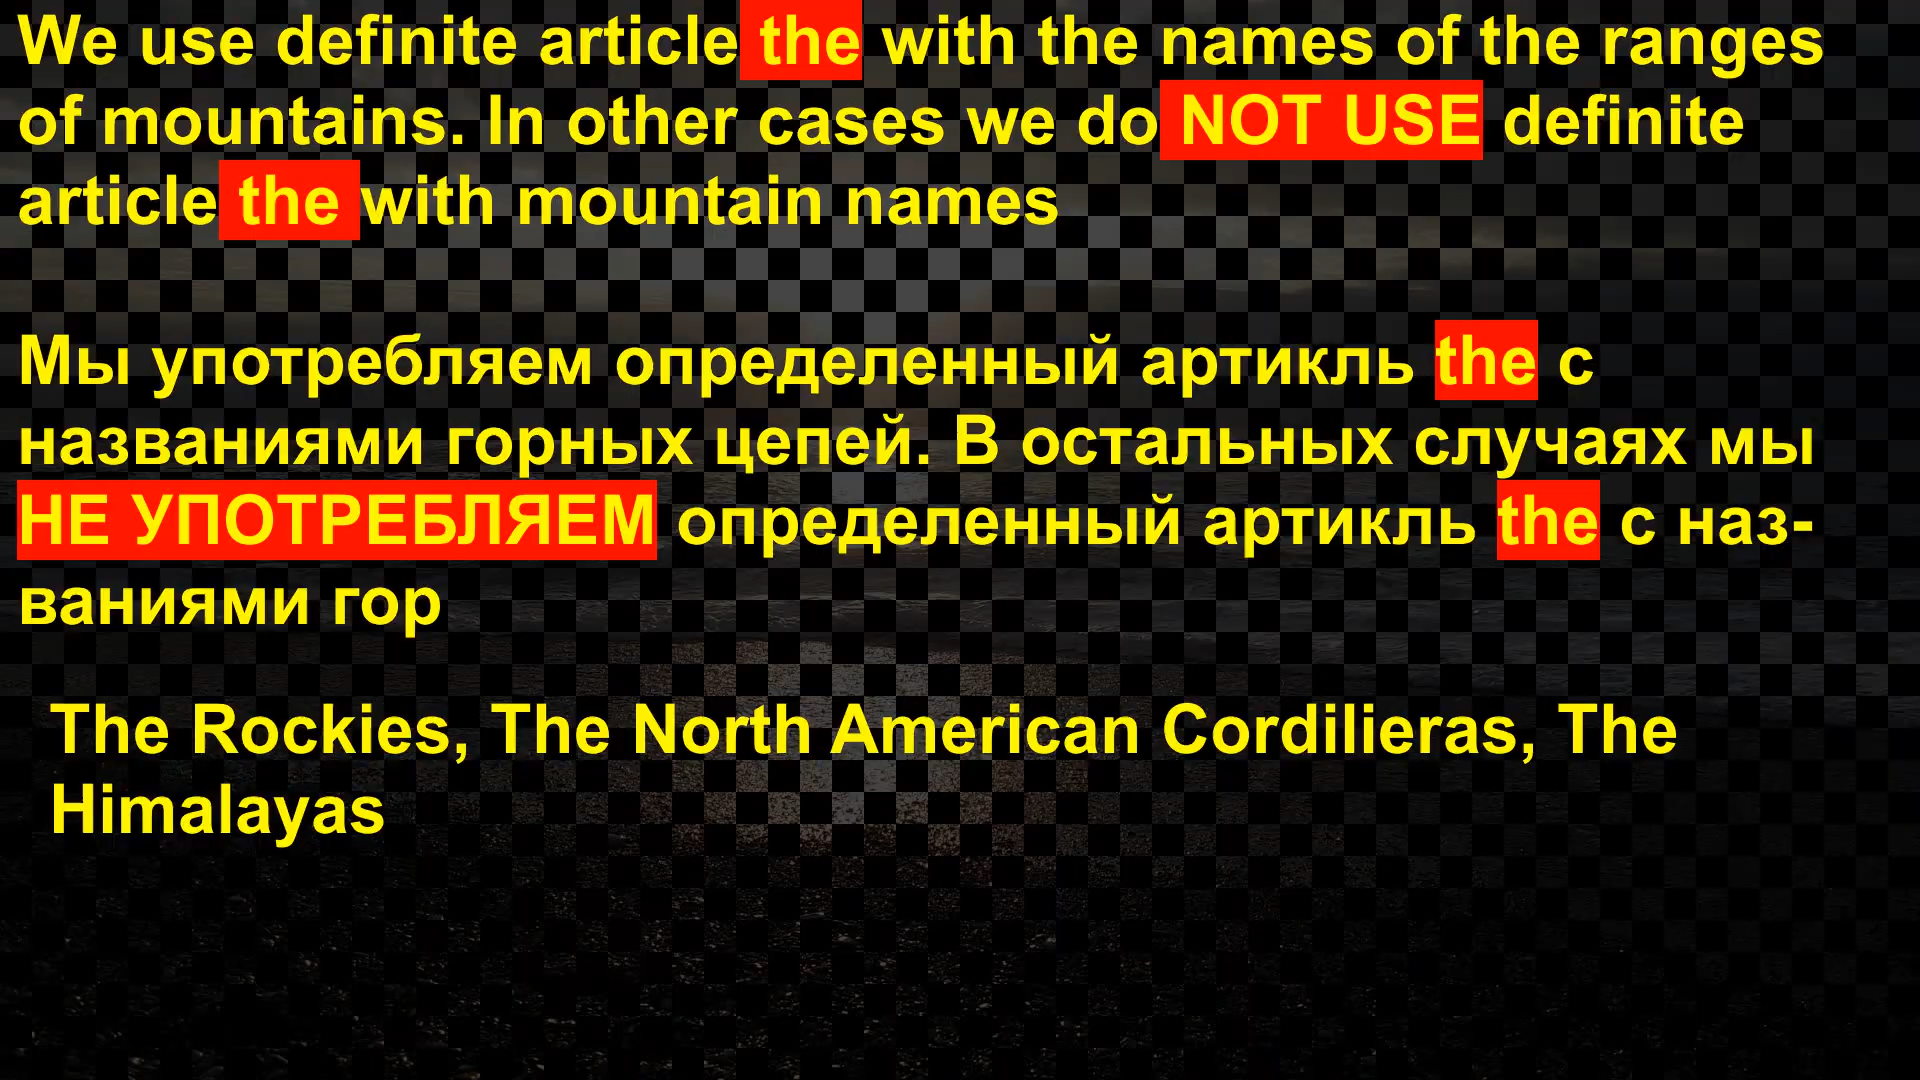 We use definite article the with the names of the ranges
of mountains. In other cases we do NOT USE definite
article the with mountain names
Мы употребляем определенный артикль the с
названиями горных цепей. В остальных случаях мы
НЕ УПОТРЕБЛЯЕМ определенный артикль the с наз-
ваниями гор
The Rockies, The North American Cordilieras, The
Himalayas